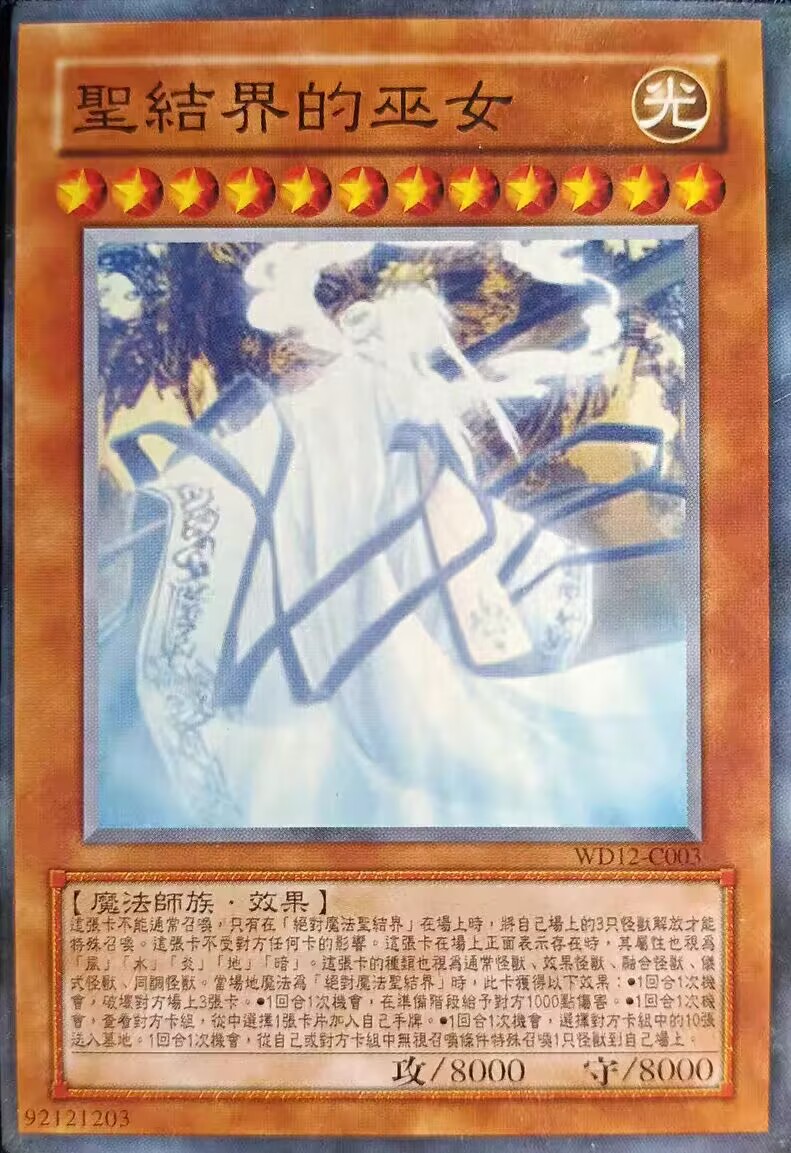 聖結界的巫女
光
WD12-C003
【魔法師族·效果】
這張卡不能通常召喚，只有在「絕對魔法聖結界」在場上時，將自己場上的3只怪獸解放才能
特殊召喚。這張卡不受對方任何卡的影響。這張卡在場上正面表示存在時，其屬性也視為
「風」「水」「炎」「地」「暗」。這張卡的種類也視為通常怪獸、效果怪獸、融合怪獸、儀
式怪獸、同調怪獸。當場地魔法為「絕對魔法聖結界」時，此卡獲得以下效果：●1回合1次機
會，破壞對方場上3張卡。●1回合1次機會，在準備階段給予對方1000點傷害。●1回合1次機
會，查看對方卡組，從中選擇1張卡片加入自己手牌。●1回合1次機會，選擇對方卡組中的10張
送入墓地。1回合1次機會，從自己或對方卡組中無視召喚條件特殊召喚1只怪獸到自己場上。
攻/8000 守/8000
92121203